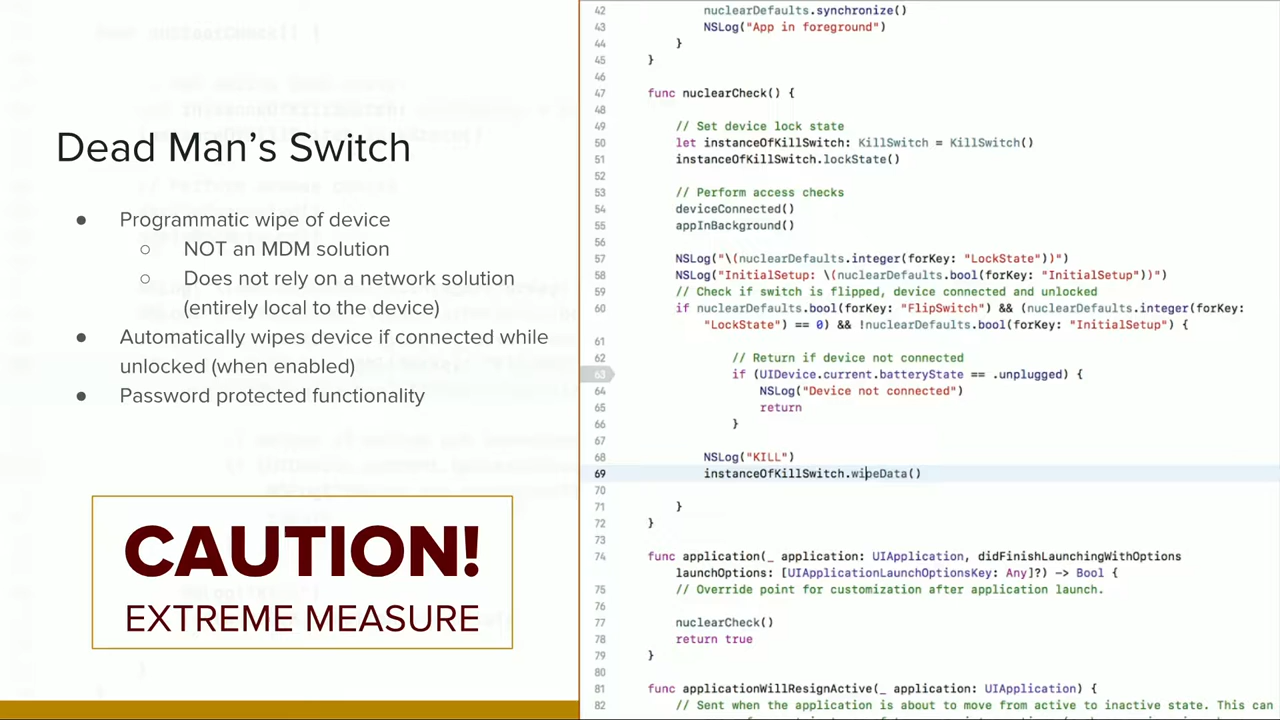 Dead Man's Switch
● Programmatic wipe of device
○ NOT an MDM solution
○ Does not rely on a network solution
(entirely local to the device)
● Automatically wipes device if connected while
unlocked (when enabled)
● Password protected functionality
CAUTION!
EXTREME MEASURE
42 nuclearDefaults.synchronize()
43 NSLog("App in foreground")
44 }
45 }
46
47 func nuclearCheck() {
48
49 // Set device lock state
50 let instanceOfKillSwitch: KillSwitch = KillSwitch()
51 instanceOfKillSwitch.lockState()
52
53 // Perform access checks
54 deviceConnected()
55 appInBackground()
56
57 NSLog("\(nuclearDefaults.integer(forKey: "LockState"))")
58 NSLog("InitialSetup: \(nuclearDefaults.bool(forKey: "InitialSetup"))")
59 // Check if switch is flipped, device connected and unlocked
60 if nuclearDefaults.bool(forKey: "FlipSwitch") && (nuclearDefaults.integer(forKey:
"LockState") == 0) && !nuclearDefaults.bool(forKey: "InitialSetup") {
61
62 // Return if device not connected
63 if (UIDevice.current.batteryState == .unplugged) {
64 NSLog("Device not connected")
65 return
66 }
67
68 NSLog("KILL")
69 instanceOfKillSwitch.wipeData()
70
71 }
72 }
73
74 func application(_ application: UIApplication, didFinishLaunchingWithOptions
launchOptions: [UIApplicationLaunchOptionsKey: Any]?) -> Bool {
75 // Override point for customization after application launch.
76
77 nuclearCheck()
78 return true
79 }
80
81 func applicationWillResignActive(_ application: UIApplication) {
82 // Sent when the application is about to move from active to inactive state. This can